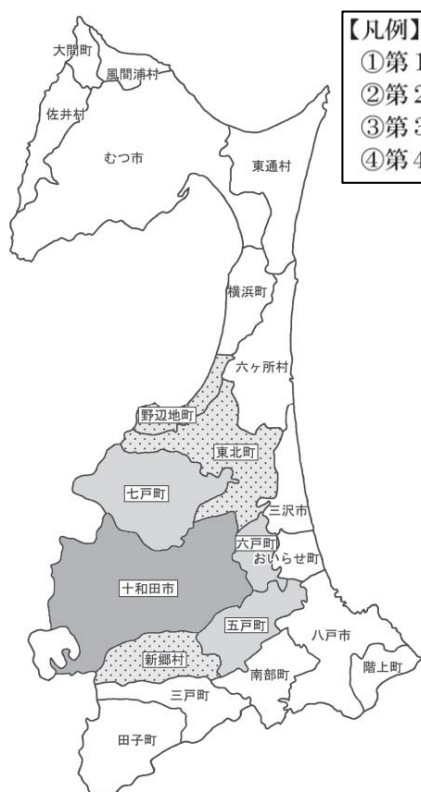 【凡例】
①第1
②第2
③第3
④第4
大間町
風間浦村
佐井村
むつ市
東通村
横浜町
六ヶ所村
野辺地町
東北町
七戸町
三沢市
六戸町
おいらせ町
十和田市
五戸町
八戸市
新郷村
南部町
階上町
三戸町
田子町